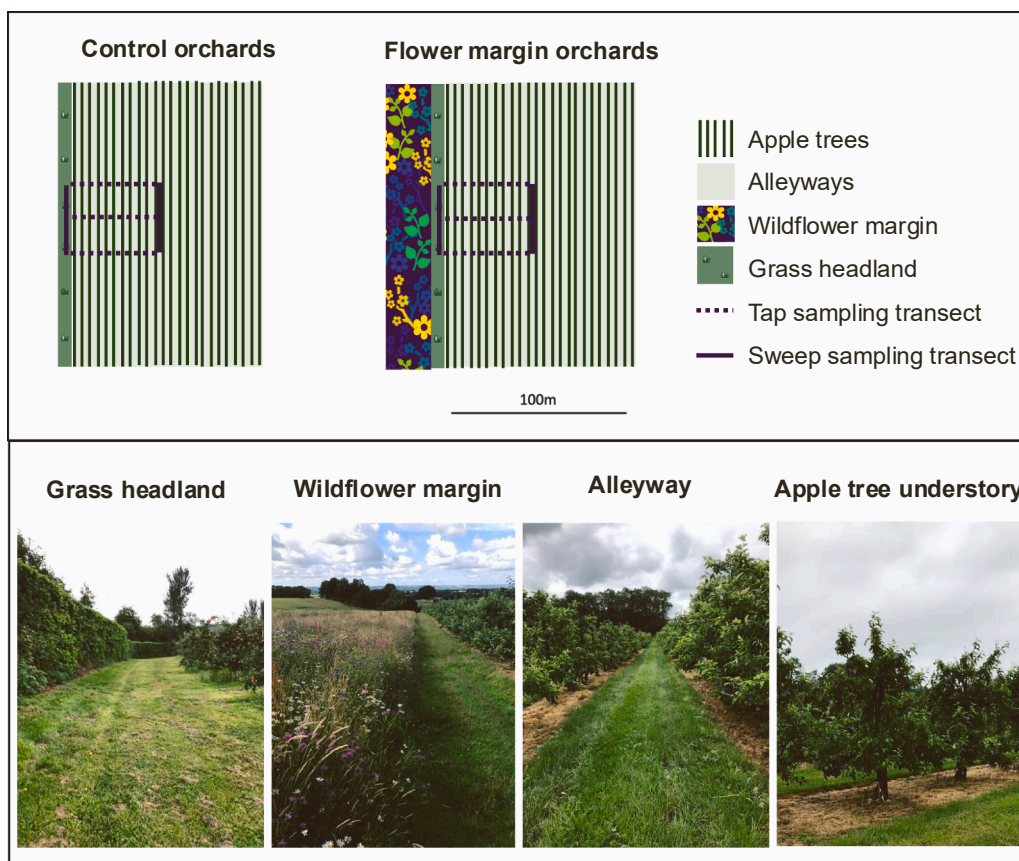 Control orchards
Flower margin orchards
Apple trees
Alleyways
Wildflower margin
Grass headland
Tap sampling transect
Sweep sampling transect
100m
Grass headland
Wildflower margin
Alleyway
Apple tree understory